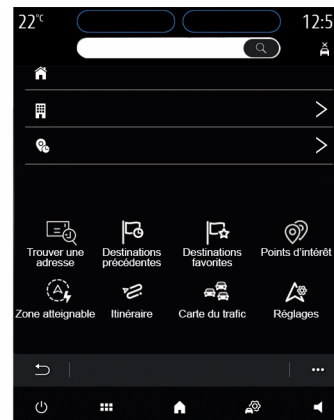 22°C 12:5
Trouver une adresse
Destinations précédentes
Destinations favorites
Points d'intérêt
Zone atteignable
Itinéraire
Carte du trafic
Réglages